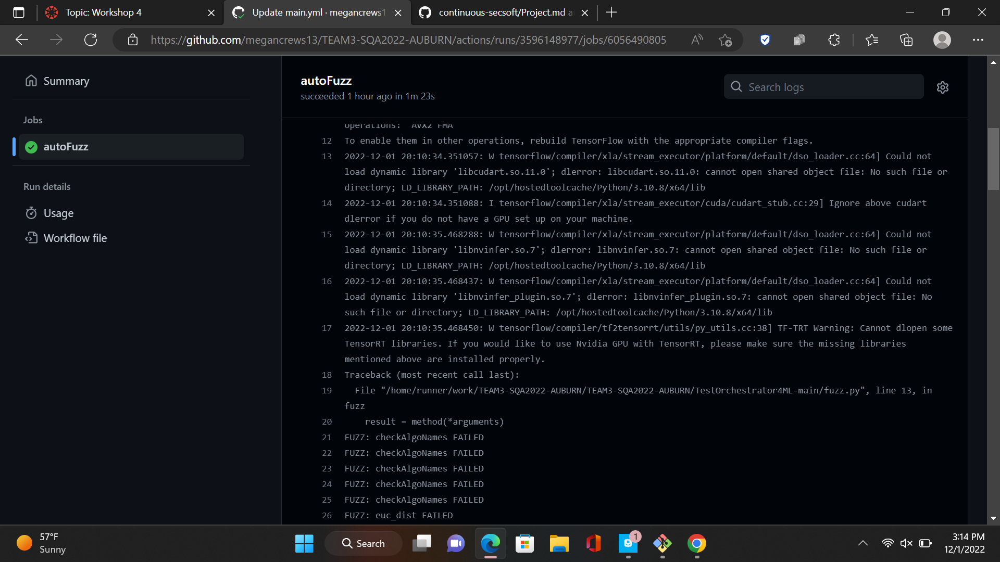 Topic: Workshop 4
Update main.yml · megancrews1
continuous-secsoft/Project.md a
https://github.com/megancrews13/TEAM3-SQA2022-AUBURN/actions/runs/3596148977/jobs/6056490805
Summary
Jobs
autoFuzz
Run details
Usage
Workflow file
autoFuzz
succeeded 1 hour ago in 1m 23s
Search logs
operations:  AVX2 FMA
12 To enable them in other operations, rebuild TensorFlow with the appropriate compiler flags.
13 2022-12-01 20:10:34.351057: W tensorflow/compiler/xla/stream_executor/platform/default/dso_loader.cc:64] Could not
load dynamic library 'libcudart.so.11.0'; dlerror: libcudart.so.11.0: cannot open shared object file: No such file or
directory; LD_LIBRARY_PATH: /opt/hostedtoolcache/Python/3.10.8/x64/lib
14 2022-12-01 20:10:34.351088: I tensorflow/compiler/xla/stream_executor/cuda/cudart_stub.cc:29] Ignore above cudart
dlerror if you do not have a GPU set up on your machine.
15 2022-12-01 20:10:35.468288: W tensorflow/compiler/xla/stream_executor/platform/default/dso_loader.cc:64] Could not
load dynamic library 'libnvinfer.so.7'; dlerror: libnvinfer.so.7: cannot open shared object file: No such file or
directory; LD_LIBRARY_PATH: /opt/hostedtoolcache/Python/3.10.8/x64/lib
16 2022-12-01 20:10:35.468437: W tensorflow/compiler/xla/stream_executor/platform/default/dso_loader.cc:64] Could not
load dynamic library 'libnvinfer_plugin.so.7'; dlerror: libnvinfer_plugin.so.7: cannot open shared object file: No
such file or directory; LD_LIBRARY_PATH: /opt/hostedtoolcache/Python/3.10.8/x64/lib
17 2022-12-01 20:10:35.468450: W tensorflow/compiler/tf2tensorrt/utils/py_utils.cc:38] TF-TRT Warning: Cannot dlopen some
TensorRT libraries. If you would like to use Nvidia GPU with TensorRT, please make sure the missing libraries
mentioned above are installed properly.
18 Traceback (most recent call last):
19 File "/home/runner/work/TEAM3-SQA2022-AUBURN/TEAM3-SQA2022-AUBURN/TestOrchestrator4ML-main/fuzz.py", line 13, in
fuzz
20 result = method(*arguments)
21 FUZZ: checkAlgoNames FAILED
22 FUZZ: checkAlgoNames FAILED
23 FUZZ: checkAlgoNames FAILED
24 FUZZ: checkAlgoNames FAILED
25 FUZZ: checkAlgoNames FAILED
26 FUZZ: euc_dist FAILED
57°F
Sunny
Search
1
3:14 PM
12/1/2022